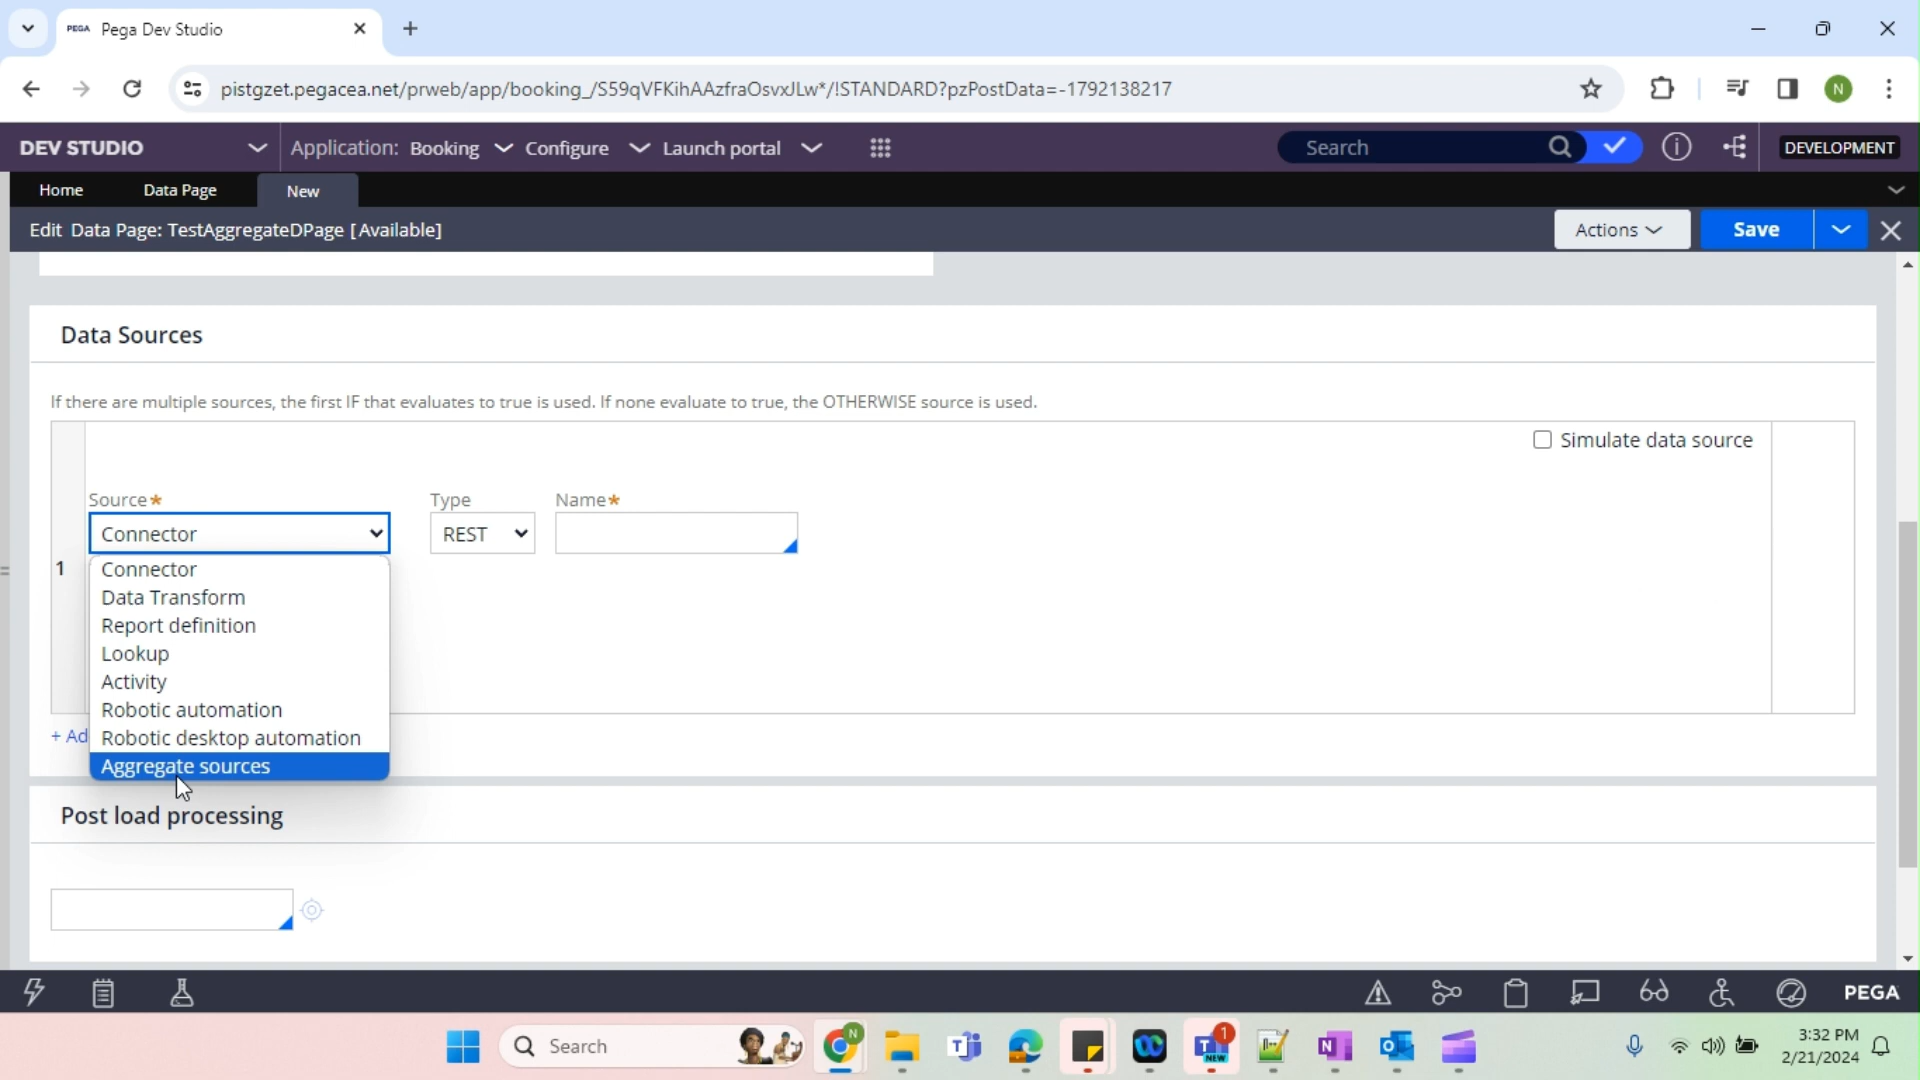 PEGA Pega Dev Studio
pistgzet.pegacea.net/prweb/app/booking_/S59qVFKihAAzfraOsvxJLw*/!STANDARD?pzPostData=-1792138217
N
DEV STUDIO Application: Booking Configure Launch portal Search DEVELOPMENT
Home Data Page New
Edit Data Page: TestAggregateDPage [Available] Actions Save
Data Sources
If there are multiple sources, the first IF that evaluates to true is used. If none evaluate to true, the OTHERWISE source is used.
Simulate data source
Source* Type Name*
Connector REST
1
Connector
Data Transform
Report definition
Lookup
Activity
Robotic automation
+ Ad
Robotic desktop automation
Aggregate sources
Post load processing
PEGA
Search
N
1
NEW
3:32 PM
2/21/2024